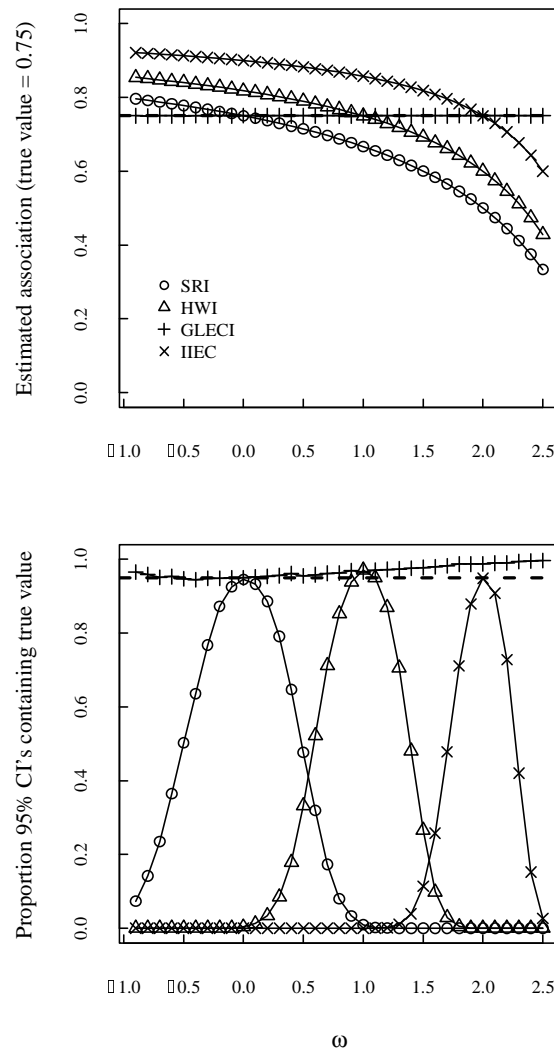 Estimated association (true value = 0.75)
1.0
0.8
0.6
0.4
0.2
0.0
SRI
HWI
GLECI
IIEC
▯1.0 ▯0.5 0.0 0.5 1.0 1.5 2.0 2.5
Proportion 95% CI's containing true value
1.0
0.8
0.6
0.4
0.2
0.0
▯1.0 ▯0.5 0.0 0.5 1.0 1.5 2.0 2.5
ω